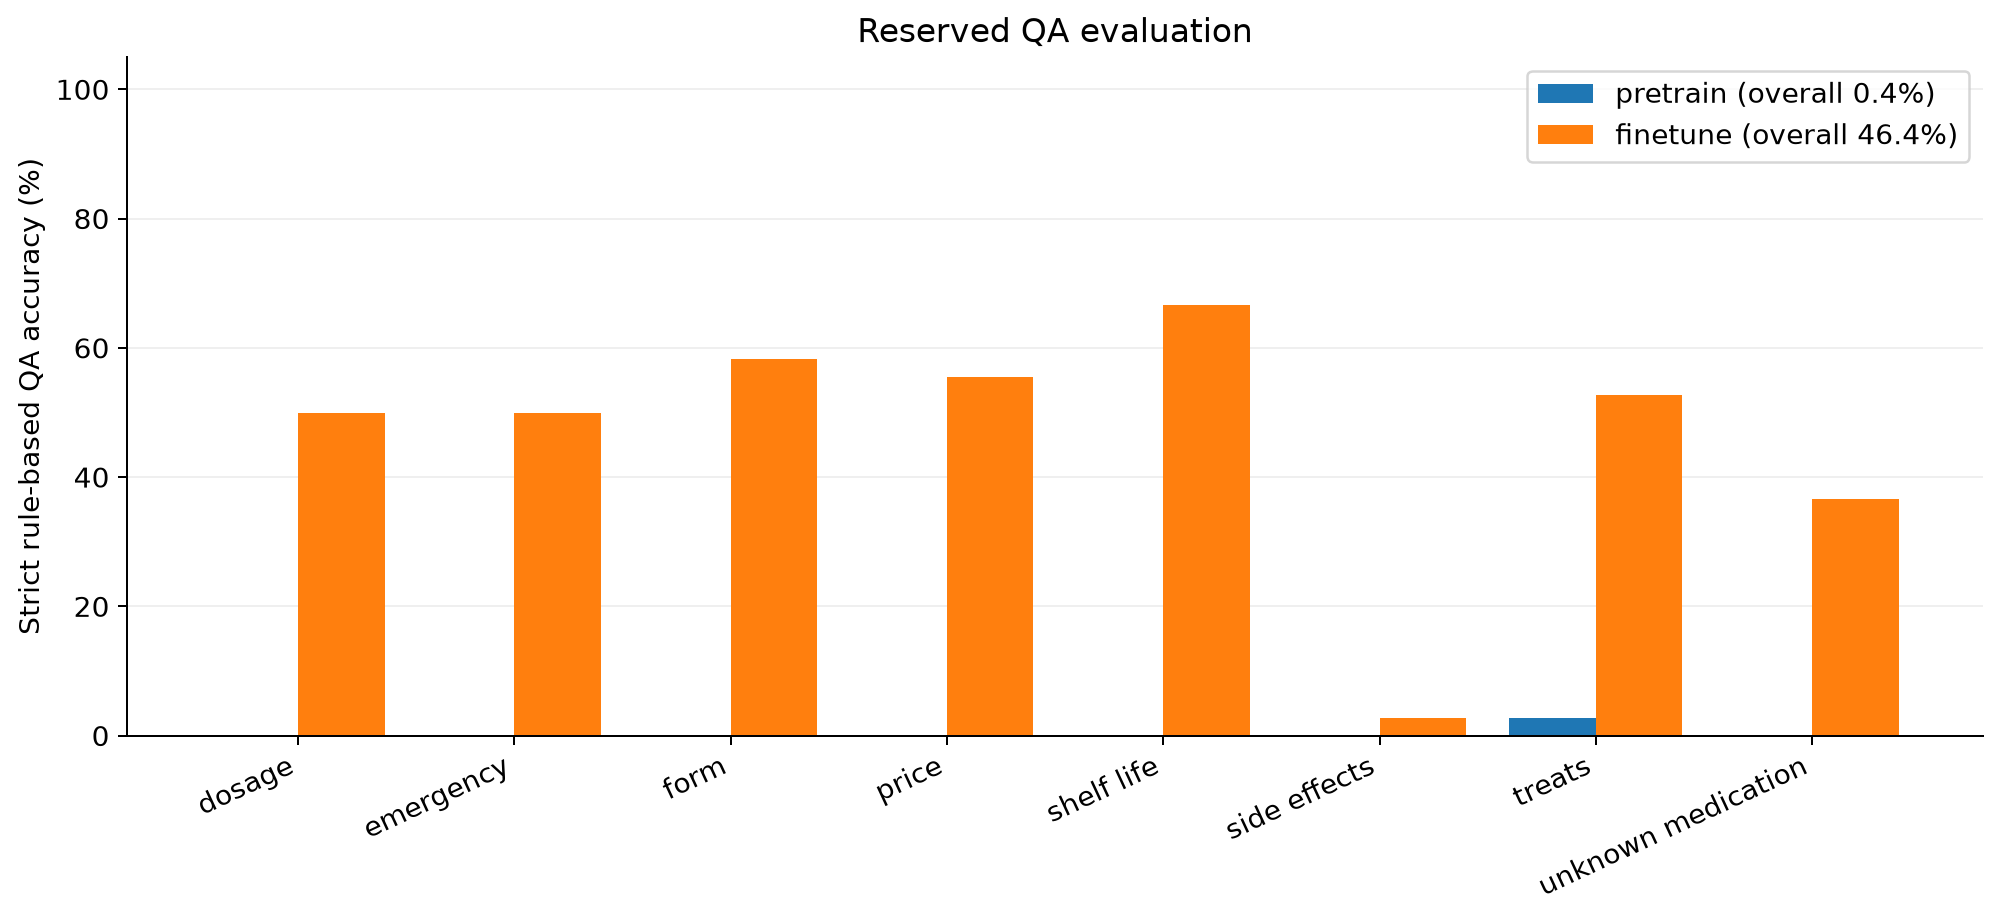 Reserved QA evaluation
pretrain (overall 0.4%)
finetune (overall 46.4%)
Strict rule-based QA accuracy (%)
100
80
60
40
20
0
dosage
emergency
form
price
shelf life
side effects
treats
unknown medication